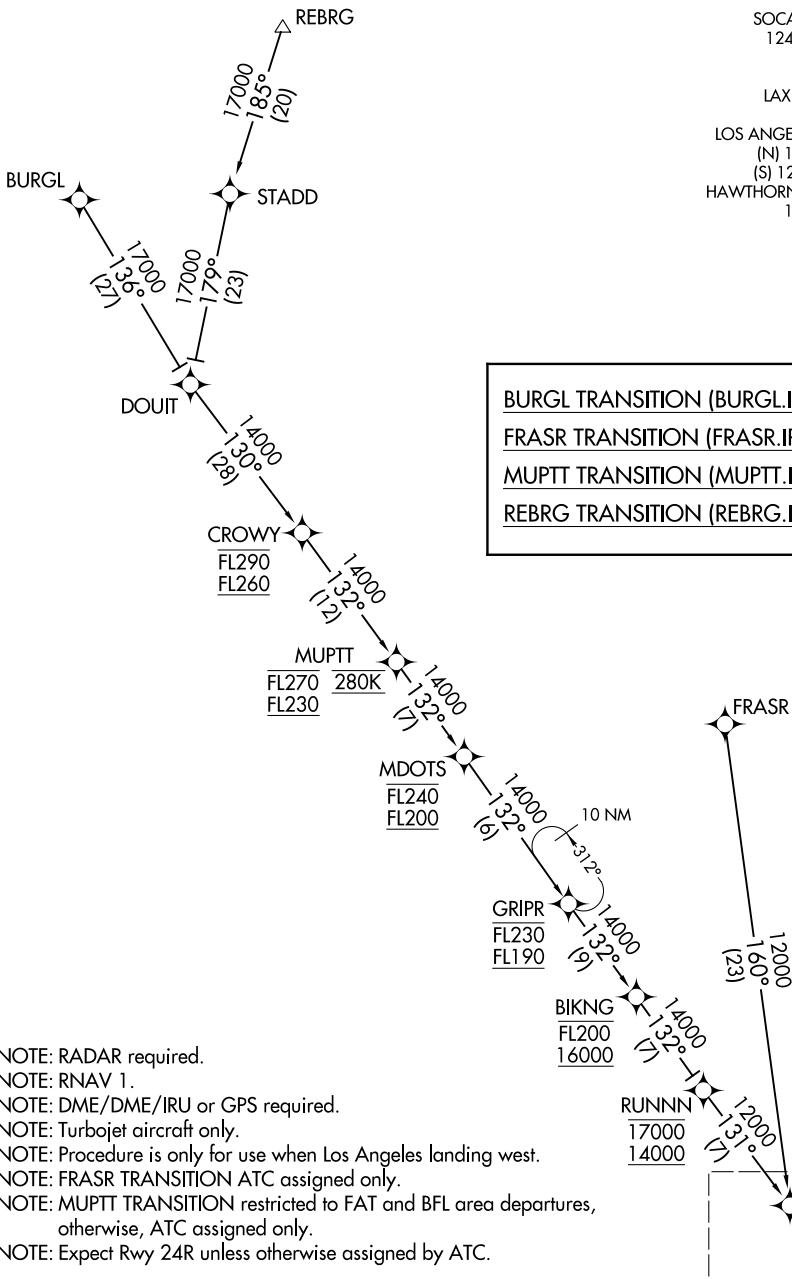 REBRG
17000
185°
(20)
SOCA
124
LAX
LOS ANGE
(N) 1
(S) 12
HAWTHORN
1
BURGL
STADD
17000
136°
(27)
17000
179°
(23)
DOUIT
14000
130°
(28)
BURGL TRANSITION (BURGL.I
FRASR TRANSITION (FRASR.IR
MUPTT TRANSITION (MUPTT.I
REBRG TRANSITION (REBRG.I
CROWY
FL290
FL260
14000
132°
(12)
MUPTT
FL270 280K
FL230
14000
132°
(7)
FRASR
MDOTS
FL240
FL200
14000
132°
(6)
10 NM
312°
GRIPR
FL230
FL190
14000
132°
(9)
12000
160°
(23)
BIKNG
FL200
16000
14000
132°
(7)
RUNNN
17000
14000
12000
131°
(7)
NOTE: RADAR required.
NOTE: RNAV 1.
NOTE: DME/DME/IRU or GPS required.
NOTE: Turbojet aircraft only.
NOTE: Procedure is only for use when Los Angeles landing west.
NOTE: FRASR TRANSITION ATC assigned only.
NOTE: MUPTT TRANSITION restricted to FAT and BFL area departures,
otherwise, ATC assigned only.
NOTE: Expect Rwy 24R unless otherwise assigned by ATC.